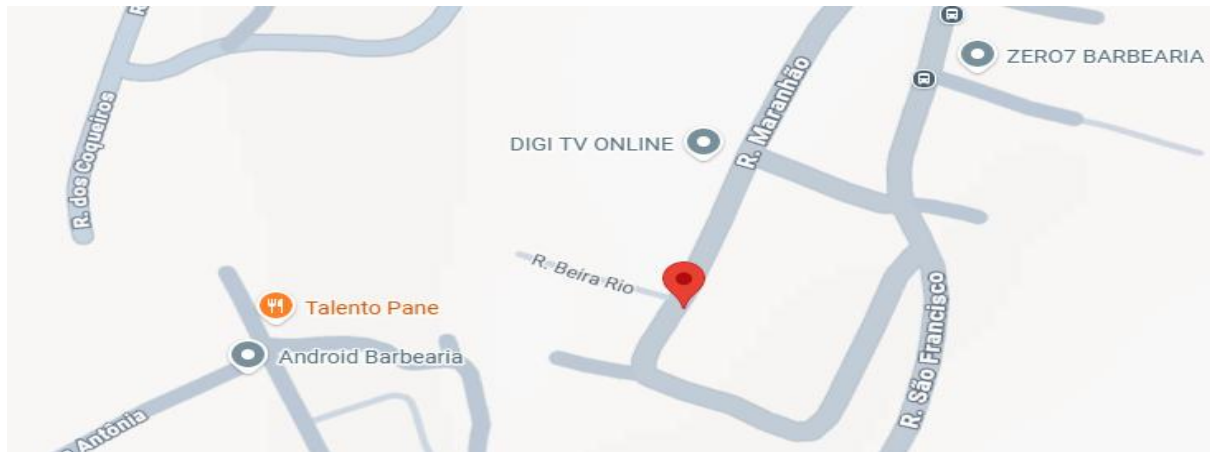 ZERO7 BARBEARIA
R. Maranhão
DIGI TV ONLINE
R. dos Coqueiros
R. Beira Rio
Talento Pane
Android Barbearia
R. São Francisco
Antônia